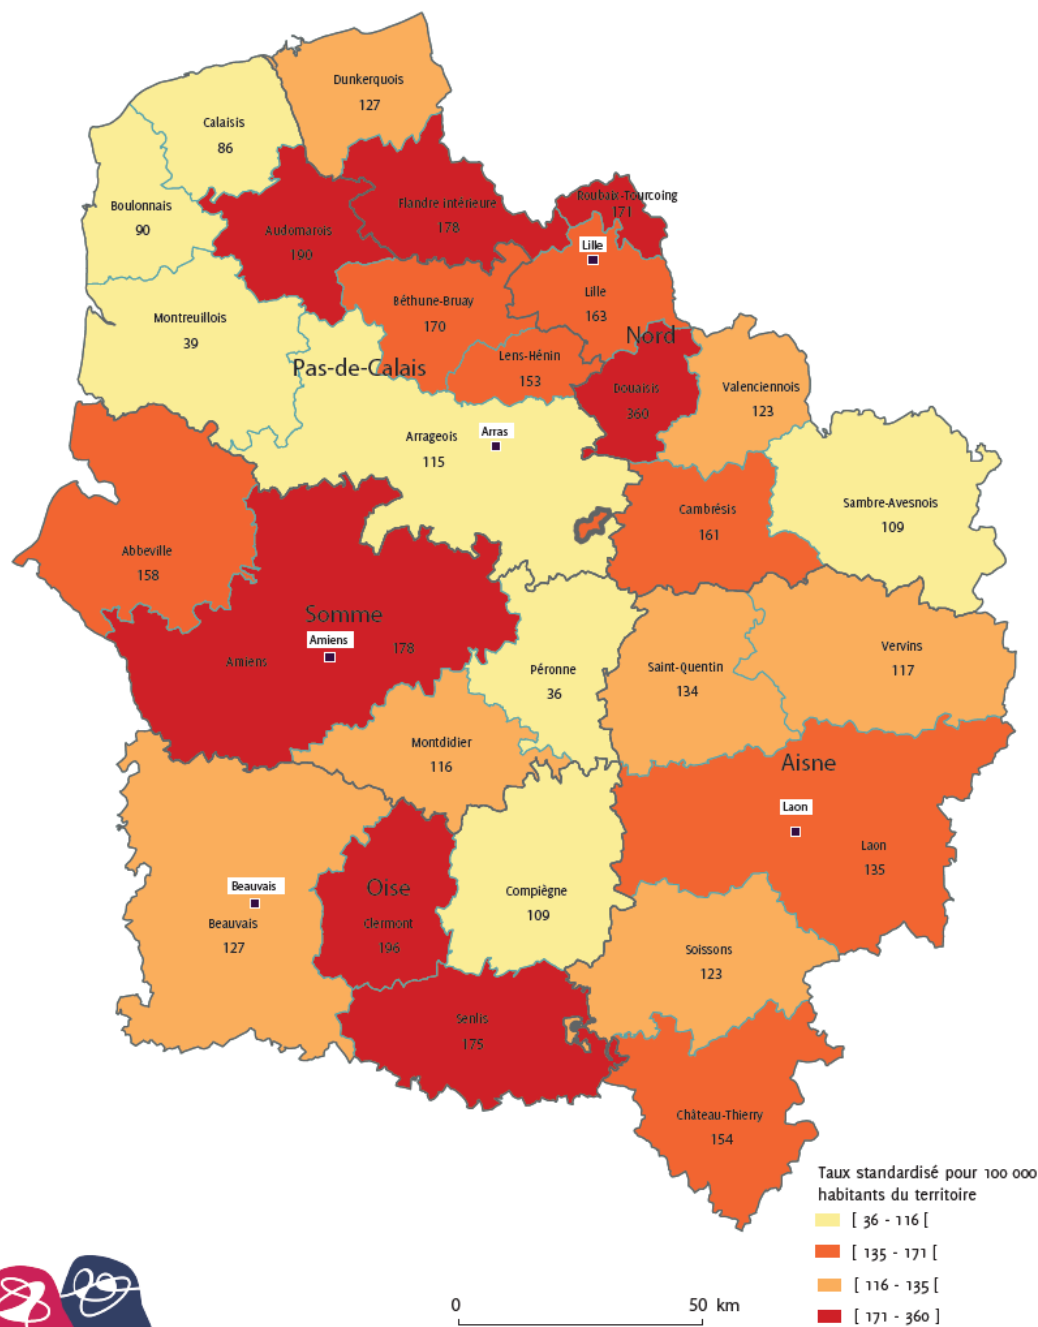 Dunkerquois
127
Calaisis
86
Boulonnais
90
Audomarois
190
Flandre intérieure
178
Roubaix-Tourcoing
171
Lille
Lille
163
Montreuillois
39
Béthune-Bruay
170
Nord
Lens-Hénin
153
Pas-de-Calais
Douaisis
360
Valenciennois
123
Arras
Arrageois
115
Sambre-Avesnois
109
Cambrésis
161
Abbeville
158
Somme
Amiens
Amiens
178
Péronne
36
Saint-Quentin
134
Vervins
117
Montdidier
116
Aisne
Laon
Laon
135
Beauvais
Beauvais
127
Oise
Clermont
196
Compiègne
109
Soissons
123
Senlis
175
Château-Thierry
154
Taux standardisé pour 100 000
habitants du territoire
[ 36 - 116 [
[ 135 - 171 [
[ 116 - 135 [
[ 171 - 360 ]
0 50 km